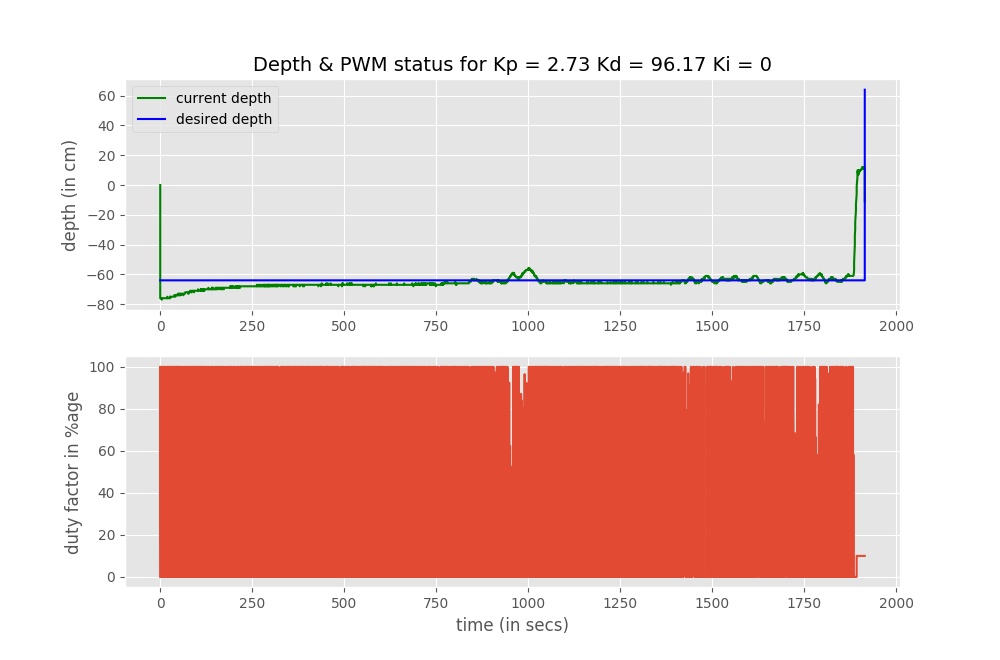 Depth & PWM status for Kp = 2.73 Kd = 96.17 Ki = 0
current depth
desired depth
depth (in cm)
60
40
20
0
−20
−40
−60
−80
0 250 500 750 1000 1250 1500 1750 2000
duty factor in %age
100
80
60
40
20
0
0 250 500 750 1000 1250 1500 1750 2000
time (in secs)